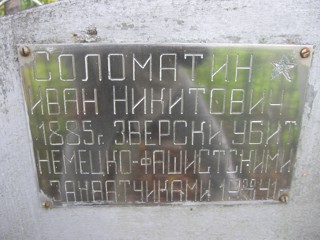 СОЛОМАТИН
ИВАН НИКИТОВИЧ
1885г. ЗВЕРСКИ УБИТ
НЕМЕЦКО-ФАШИСТСКИМИ
ЗАХВАТЧИКАМИ